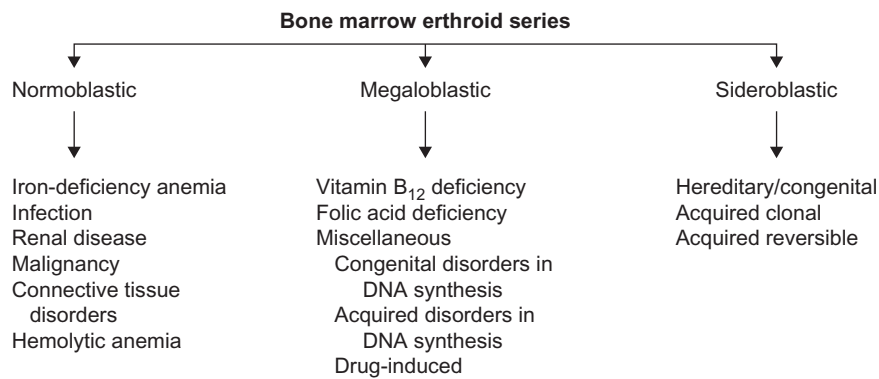 Bone marrow erthroid series
Normoblastic
Megaloblastic
Sideroblastic
Iron-deficiency anemia
Infection
Renal disease
Malignancy
Connective tissue
disorders
Hemolytic anemia
Vitamin B12 deficiency
Folic acid deficiency
Miscellaneous
Congenital disorders in
DNA synthesis
Acquired disorders in
DNA synthesis
Drug-induced
Hereditary/congenital
Acquired clonal
Acquired reversible